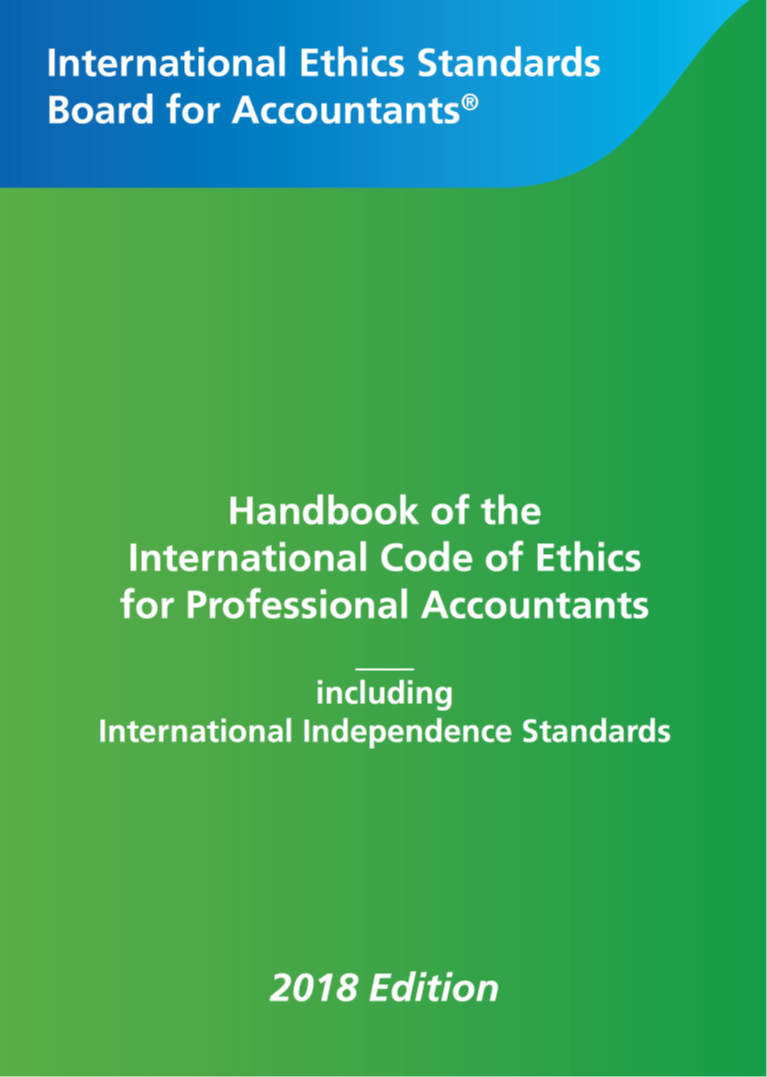 International Ethics Standards
Board for Accountants®
Handbook of the
International Code of Ethics
for Professional Accountants
including
International Independence Standards
2018 Edition